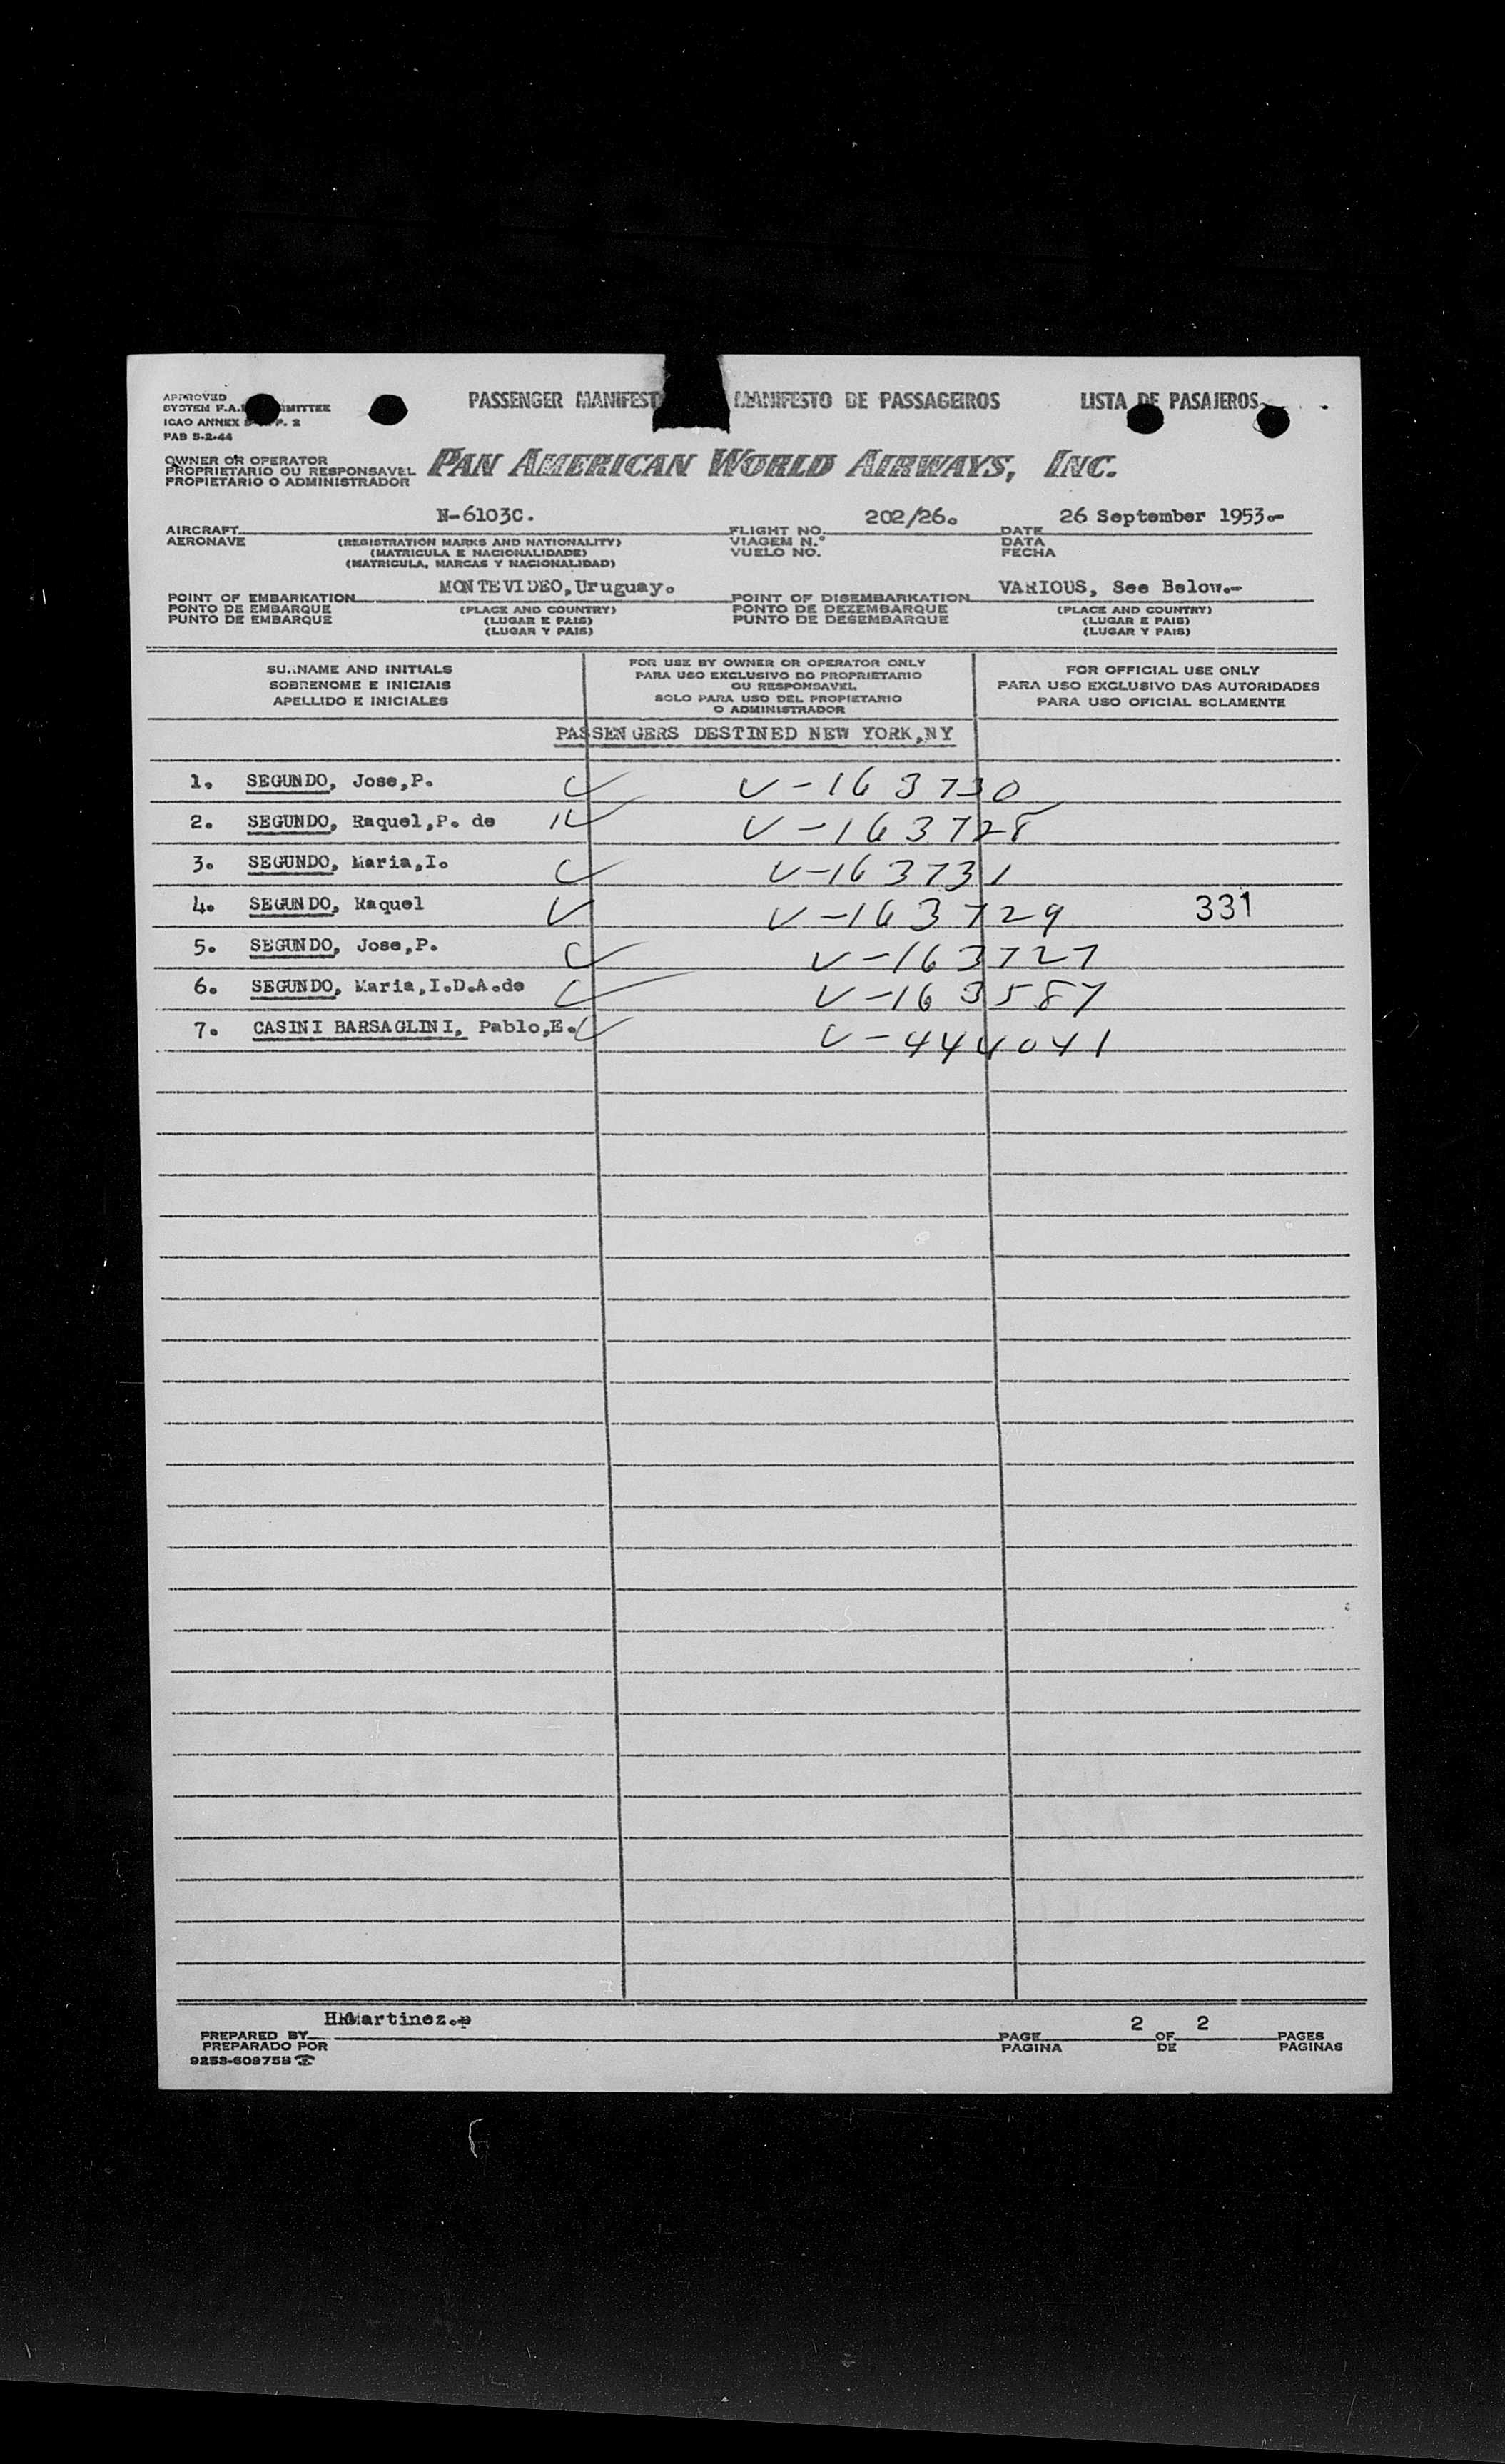 APPROVED
PASSENGER MANIFEST MANIFESTO DE PASSAGEIROS LISTA DE PASAJEROS
ICAO ANNEX
PAB 5-2-44
OWNER OR OPERATOR
PROPRIETARIO OU RESPONSAVEL PAN AMERICAN WORLD AIRWAYS, INC.
PROPIETARIO O ADMINISTRADOR
N-6103C. 202/26. 26 September 1953.-
AIRCRAFT FLIGHT NO. DATE
AERONAVE (REGISTRATION MARKS AND NATIONALITY) VIAGEM N.° DATA
(MATRICULA E NACIONALIDADE) VUELO NO. FECHA
(MATRICULA, MARCAS Y NACIONALIDAD)
MONTEVIDEO, Uruguay. VARIOUS, See Below.-
POINT OF EMBARKATION POINT OF DISEMBARKATION
PONTO DE EMBARQUE (PLACE AND COUNTRY) PONTO DE DEZEMBARQUE (PLACE AND COUNTRY)
PUNTO DE EMBARQUE (LUGAR E PAIS) PUNTO DE DESEMBARQUE (LUGAR E PAIS)
(LUGAR Y PAIS) (LUGAR Y PAIS)
SURNAME AND INITIALS
SOBRENOME E INICIAIS
APELLIDO E INICIALES
FOR USE BY OWNER OR OPERATOR ONLY
PARA USO EXCLUSIVO DO PROPRIETARIO
OU RESPONSAVEL
SOLO PARA USO DEL PROPIETARIO
O ADMINISTRADOR
FOR OFFICIAL USE ONLY
PARA USO EXCLUSIVO DAS AUTORIDADES
PARA USO OFICIAL SOLAMENTE
PASSENGERS DESTINED NEW YORK,NY
1. SEGUNDO, Jose,P. V-163730
2. SEGUNDO, Raquel,P. de V-163728
3. SEGUNDO, Maria,I. V-163731
4. SEGUNDO, Raquel V-163729 331
5. SEGUNDO, Jose,P. V-163727
6. SEGUNDO, Maria,I.D.A.de V-163587
7. CASINI BARSAGLINI, Pablo,E. V-444041
Martinez.
2 2
PREPARED BY PAGE OF PAGES
PREPARADO POR PAGINA DE PAGINAS
9253-60975B